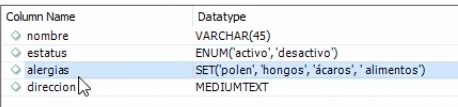 Column Name Datatype
nombre VARCHAR(45)
estatus ENUM('activo', 'desactivo')
alergias SET('polen', 'hongos', 'ácaros', ' alimentos')
direccion MEDIUMTEXT